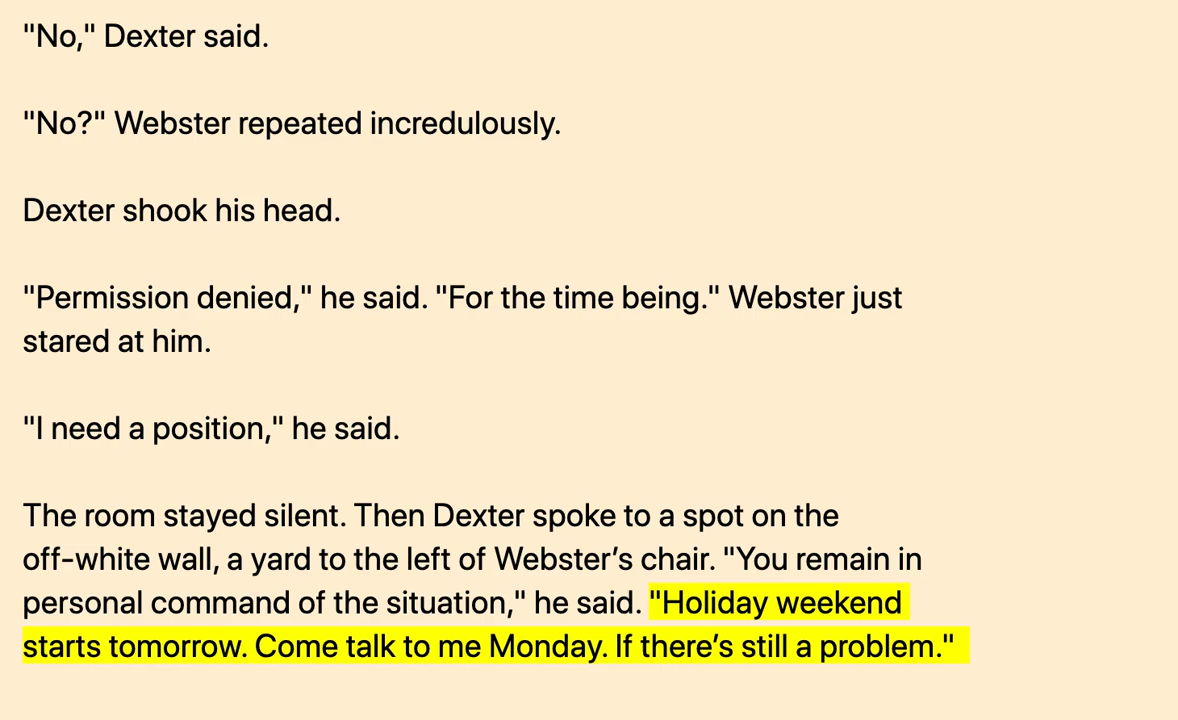 "No," Dexter said.
"No?" Webster repeated incredulously.
Dexter shook his head.
"Permission denied," he said. "For the time being." Webster just
stared at him.
"I need a position," he said.
The room stayed silent. Then Dexter spoke to a spot on the
off-white wall, a yard to the left of Webster’s chair. "You remain in
personal command of the situation," he said. "Holiday weekend
starts tomorrow. Come talk to me Monday. If there’s still a problem."